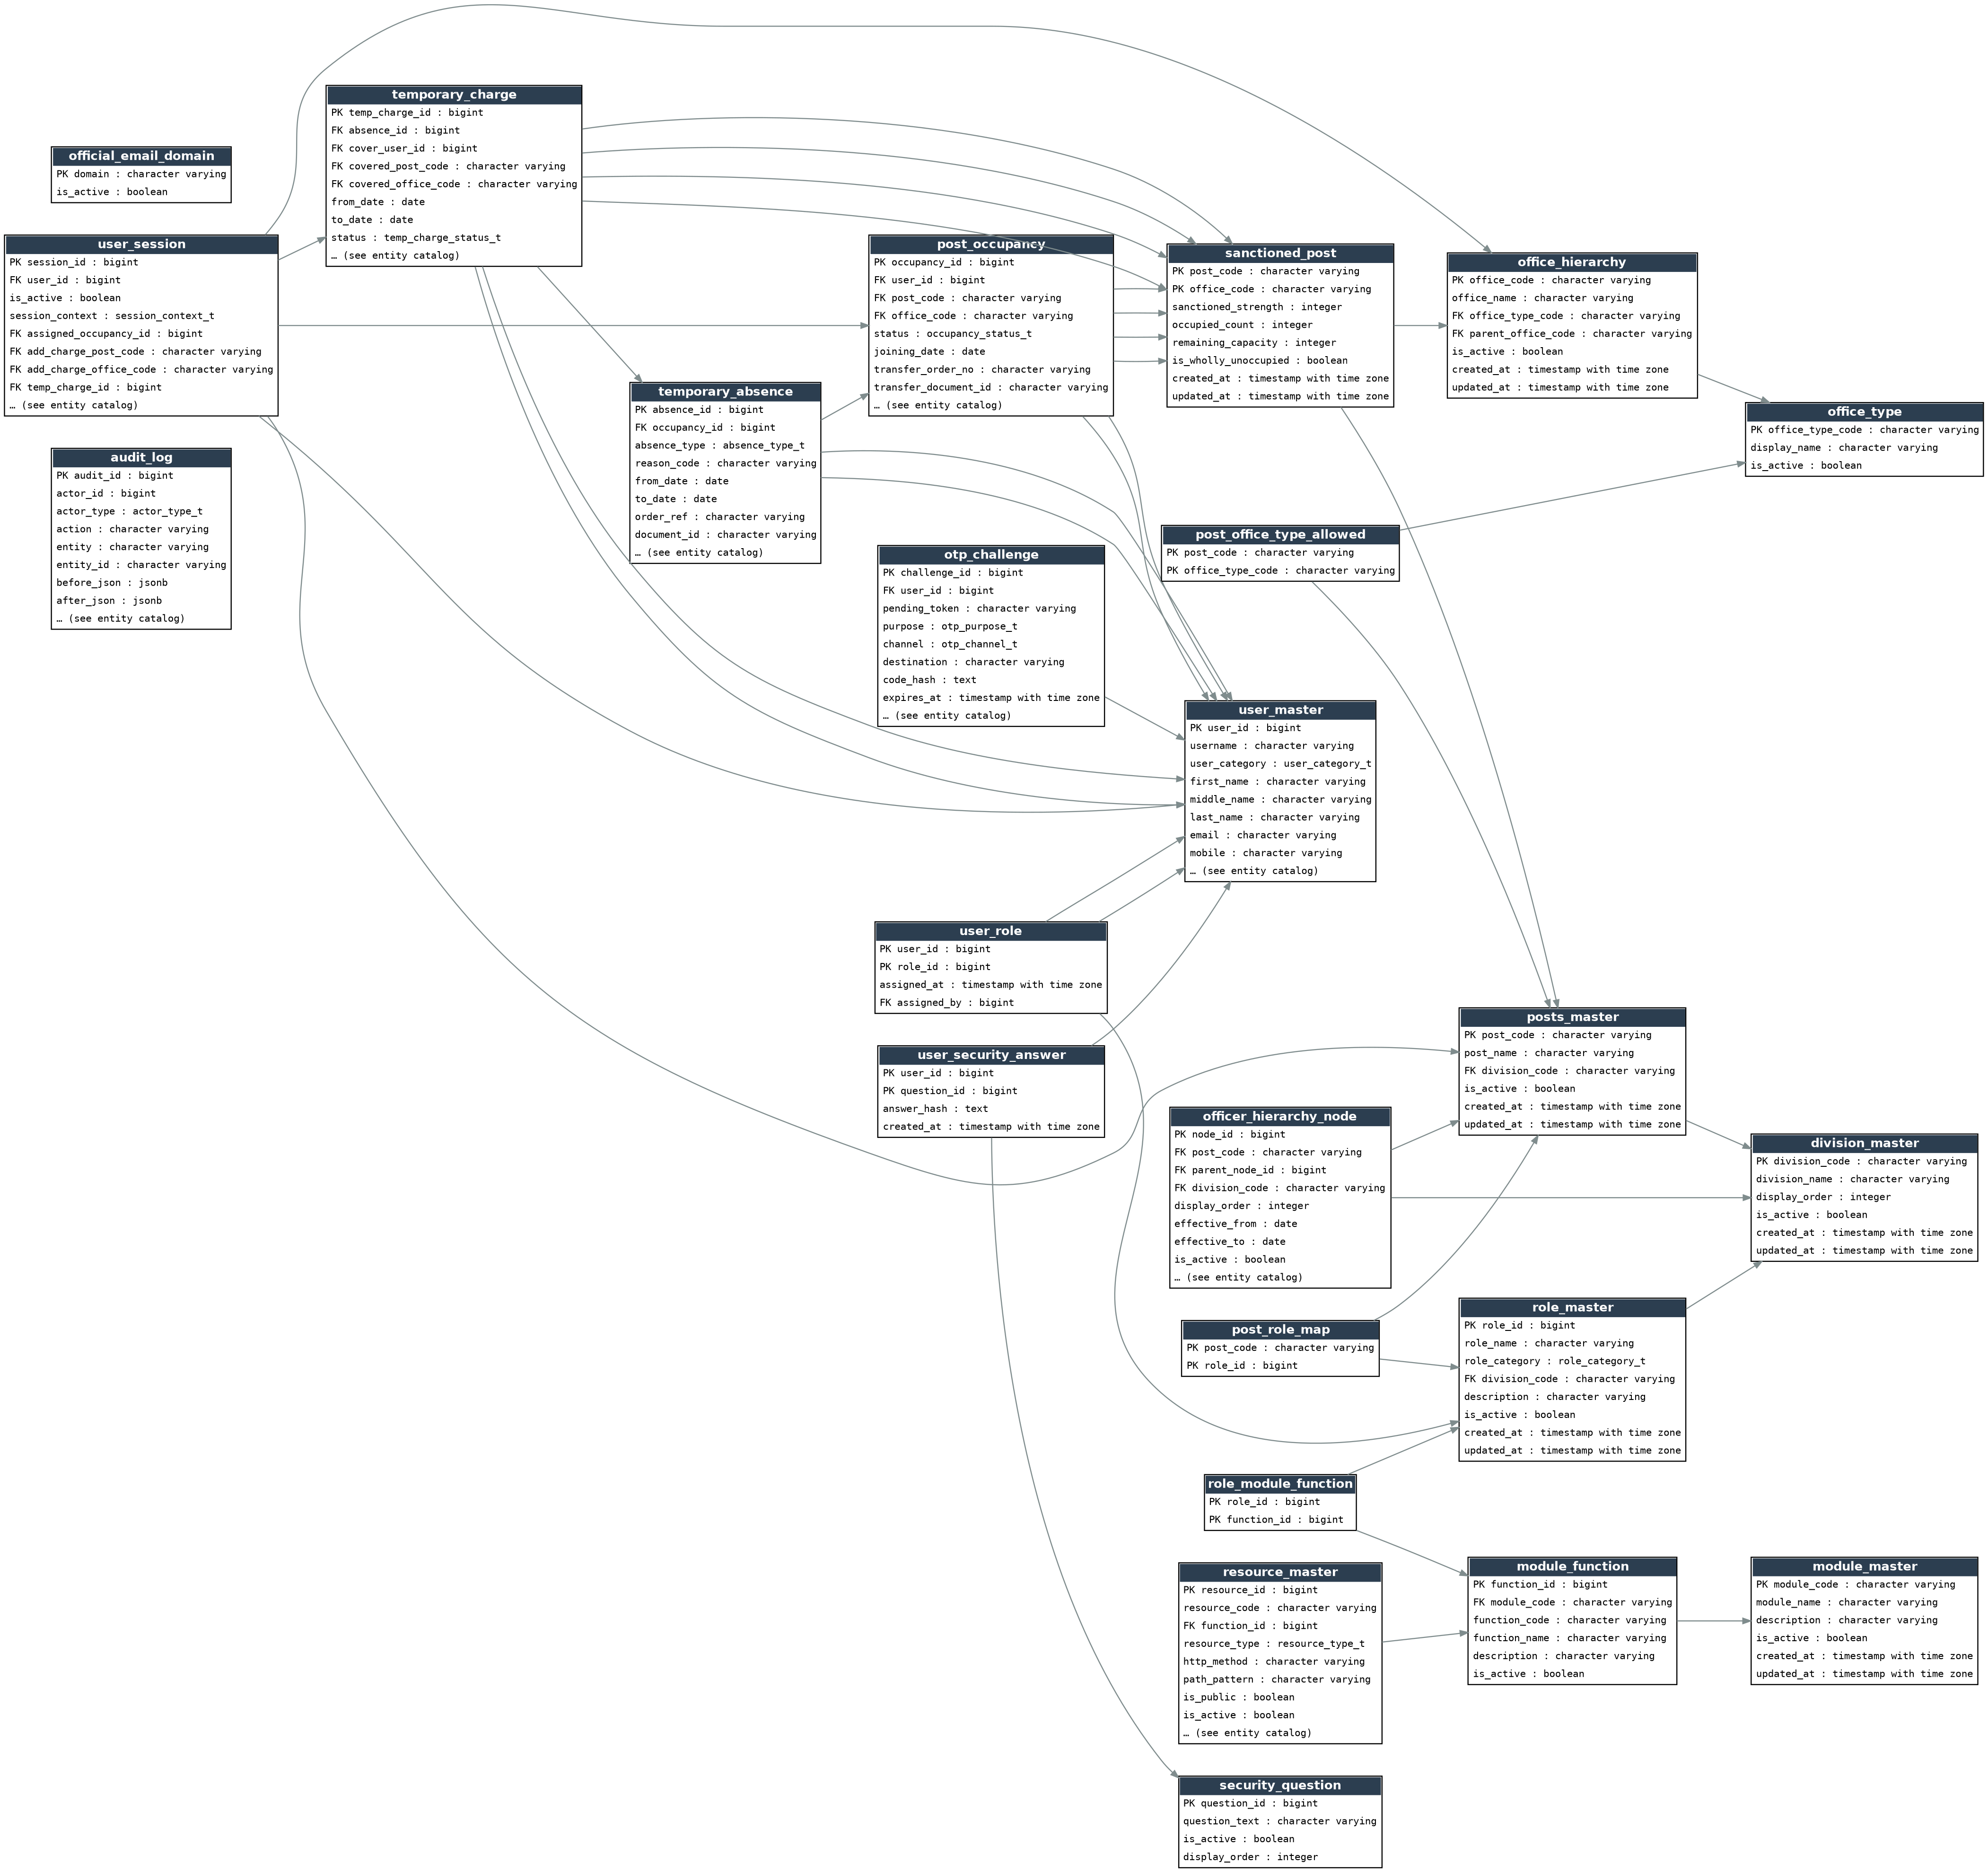 temporary_charge
PK temp_charge_id : bigint
FK absence_id : bigint
FK cover_user_id : bigint
FK covered_post_code : character varying
FK covered_office_code : character varying
from_date : date
to_date : date
status : temp_charge_status_t
… (see entity catalog)
official_email_domain
PK domain : character varying
is_active : boolean
user_session
PK session_id : bigint
FK user_id : bigint
is_active : boolean
session_context : session_context_t
FK assigned_occupancy_id : bigint
FK add_charge_post_code : character varying
FK add_charge_office_code : character varying
FK temp_charge_id : bigint
… (see entity catalog)
post_occupancy
PK occupancy_id : bigint
FK user_id : bigint
FK post_code : character varying
FK office_code : character varying
status : occupancy_status_t
joining_date : date
transfer_order_no : character varying
transfer_document_id : character varying
… (see entity catalog)
sanctioned_post
PK post_code : character varying
PK office_code : character varying
sanctioned_strength : integer
occupied_count : integer
remaining_capacity : integer
is_wholly_unoccupied : boolean
created_at : timestamp with time zone
updated_at : timestamp with time zone
office_hierarchy
PK office_code : character varying
office_name : character varying
FK office_type_code : character varying
FK parent_office_code : character varying
is_active : boolean
created_at : timestamp with time zone
updated_at : timestamp with time zone
office_type
PK office_type_code : character varying
display_name : character varying
is_active : boolean
temporary_absence
PK absence_id : bigint
FK occupancy_id : bigint
absence_type : absence_type_t
reason_code : character varying
from_date : date
to_date : date
order_ref : character varying
document_id : character varying
… (see entity catalog)
audit_log
PK audit_id : bigint
actor_id : bigint
actor_type : actor_type_t
action : character varying
entity : character varying
entity_id : character varying
before_json : jsonb
after_json : jsonb
… (see entity catalog)
post_office_type_allowed
PK post_code : character varying
PK office_type_code : character varying
otp_challenge
PK challenge_id : bigint
FK user_id : bigint
pending_token : character varying
purpose : otp_purpose_t
channel : otp_channel_t
destination : character varying
code_hash : text
expires_at : timestamp with time zone
… (see entity catalog)
user_master
PK user_id : bigint
username : character varying
user_category : user_category_t
first_name : character varying
middle_name : character varying
last_name : character varying
email : character varying
mobile : character varying
… (see entity catalog)
user_role
PK user_id : bigint
PK role_id : bigint
assigned_at : timestamp with time zone
FK assigned_by : bigint
user_security_answer
PK user_id : bigint
PK question_id : bigint
answer_hash : text
created_at : timestamp with time zone
posts_master
PK post_code : character varying
post_name : character varying
FK division_code : character varying
is_active : boolean
created_at : timestamp with time zone
updated_at : timestamp with time zone
officer_hierarchy_node
PK node_id : bigint
FK post_code : character varying
FK parent_node_id : bigint
FK division_code : character varying
display_order : integer
effective_from : date
effective_to : date
is_active : boolean
… (see entity catalog)
division_master
PK division_code : character varying
division_name : character varying
display_order : integer
is_active : boolean
created_at : timestamp with time zone
updated_at : timestamp with time zone
post_role_map
PK post_code : character varying
PK role_id : bigint
role_master
PK role_id : bigint
role_name : character varying
role_category : role_category_t
FK division_code : character varying
description : character varying
is_active : boolean
created_at : timestamp with time zone
updated_at : timestamp with time zone
role_module_function
PK role_id : bigint
PK function_id : bigint
resource_master
PK resource_id : bigint
resource_code : character varying
FK function_id : bigint
resource_type : resource_type_t
http_method : character varying
path_pattern : character varying
is_public : boolean
is_active : boolean
… (see entity catalog)
module_function
PK function_id : bigint
FK module_code : character varying
function_code : character varying
function_name : character varying
description : character varying
is_active : boolean
module_master
PK module_code : character varying
module_name : character varying
description : character varying
is_active : boolean
created_at : timestamp with time zone
updated_at : timestamp with time zone
security_question
PK question_id : bigint
question_text : character varying
is_active : boolean
display_order : integer